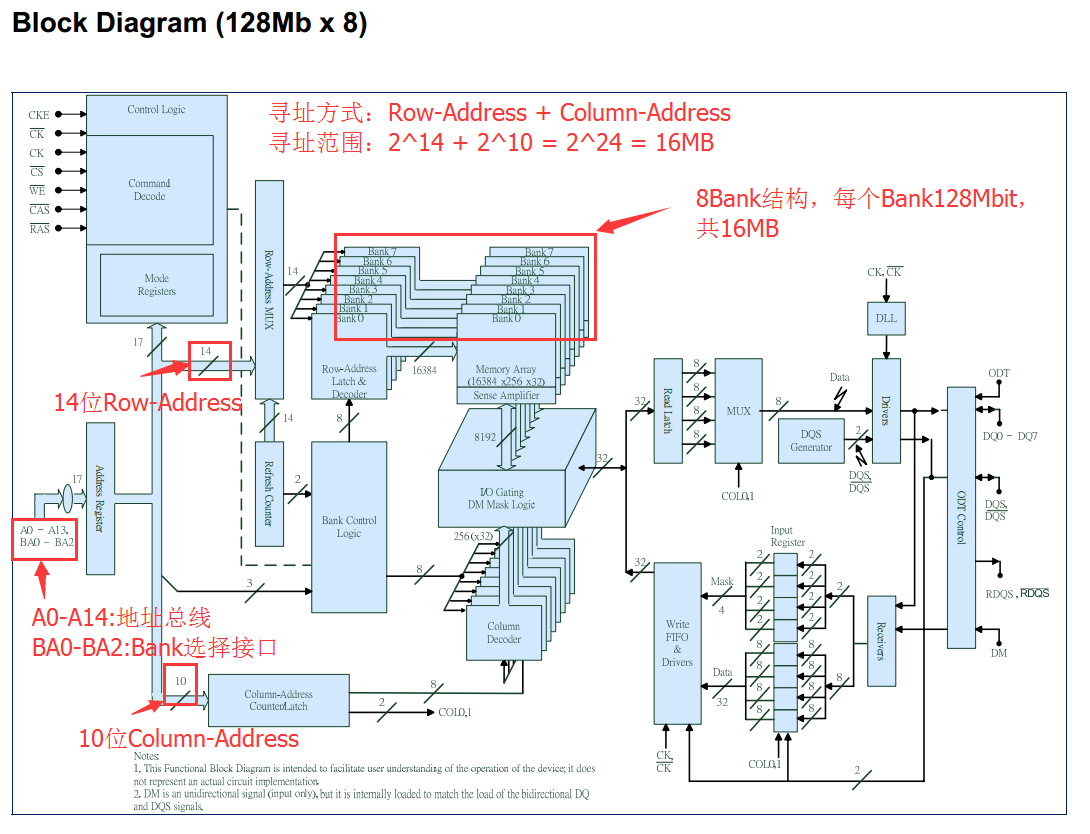 Block Diagram (128Mb x 8)
寻址方式：Row-Address + Column-Address
寻址范围：2^14 + 2^10 = 2^24 = 16MB
8Bank结构，每个Bank128Mbit，
共16MB
CKE
CK
CK
CS
WE
CAS
RAS
Control Logic
Command
Decode
Mode
Registers
17
14
14位Row-Address
Row-Address MUX
14
14
Refresh Counter
2
Bank 7
Bank 6
Bank 5
Bank 4
Bank 3
Bank 2
Bank 1
Bank 0
Row-Address
Latch &
Decoder
8
16384
Bank 7
Bank 6
Bank 5
Bank 4
Bank 3
Bank 2
Bank 1
Bank 0
Memory Array
(16384 x256 x32)
Sense Amplifier
8192
I/O Gating
DM Mask Logic
32
256(x32)
Column
Decoder
Bank Control
Logic
8
3
17
Address Register
A0 - A13,
BA0 - BA2
A0-A14:地址总线
BA0-BA2:Bank选择接口
10
10位Column-Address
Column-Address
Counter/Latch
8
2
COL0,1
32
Read Latch
8
8
8
8
MUX
COL0,1
8
Data
DQS
Generator
2
DQS,
DQS
CK, CK
DLL
Drivers
ODT
DQ0 - DQ7
DQS,
DQS
ODT Control
RDQS, RDQS
DM
32
Write
FIFO
&
Drivers
CK,
CK
Mask
4
Data
32
Input
Register
2
2
2
2
2
2
2
2
2
8
8
8
8
8
8
8
8
8
COL0,1
Receivers
2
Notes:
1. This Functional Block Diagram is intended to facilitate user understanding of the operation of the device; it does
not represent an actual circuit implementation.
2. DM is an unidirectional signal (input only), but it is internally loaded to match the load of the bidirectional DQ
and DQS signals.